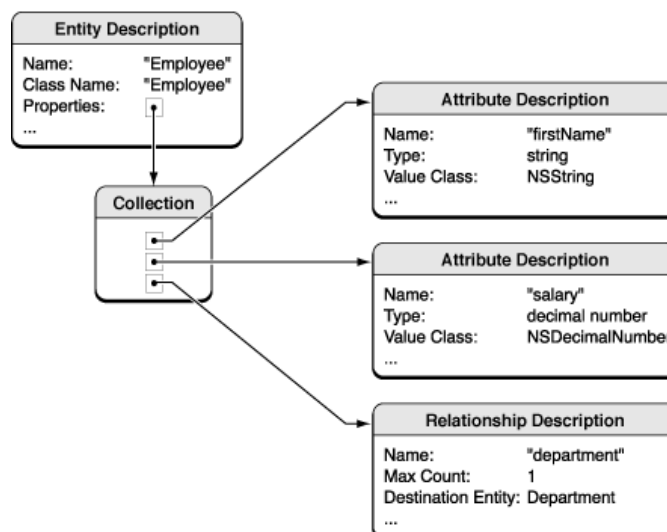 Entity Description
Name: "Employee"
Class Name: "Employee"
Properties:
...
Collection
Attribute Description
Name: "firstName"
Type: string
Value Class: NSString
...
Attribute Description
Name: "salary"
Type: decimal number
Value Class: NSDecimalNumber
...
Relationship Description
Name: "department"
Max Count: 1
Destination Entity: Department
...